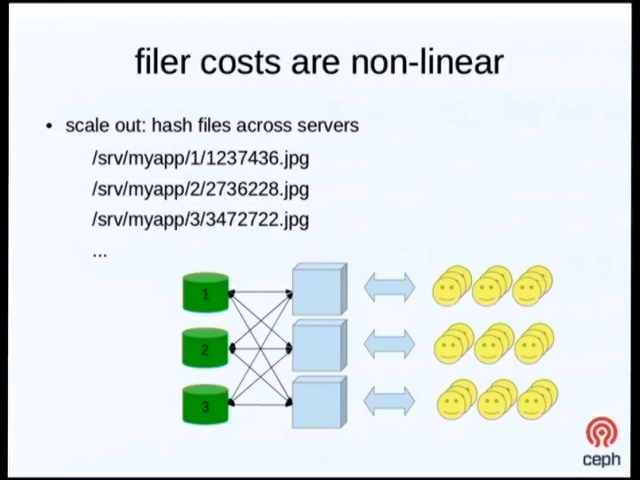 filer costs are non-linear
• scale out: hash files across servers
/srv/myapp/1/1237436.jpg
/srv/myapp/2/2736228.jpg
/srv/myapp/3/3472722.jpg
...
1
2
3
ceph